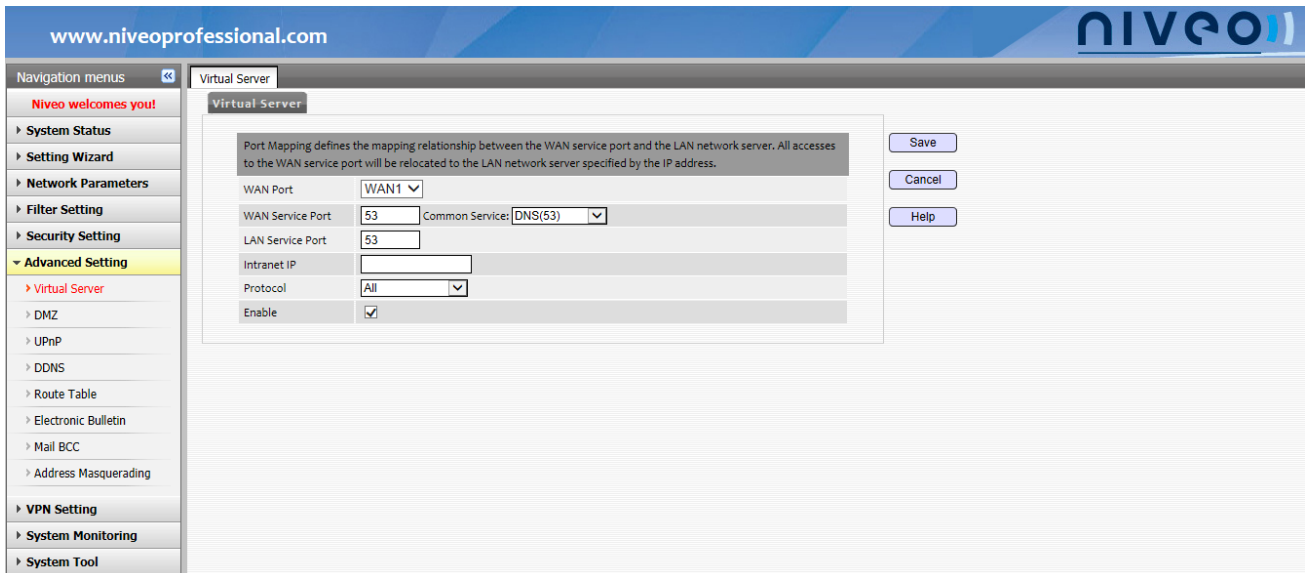 www.niveoprofessional.com
niveo
Navigation menus
Niveo welcomes you!
System Status
Setting Wizard
Network Parameters
Filter Setting
Security Setting
Advanced Setting
Virtual Server
DMZ
UPnP
DDNS
Route Table
Electronic Bulletin
Mail BCC
Address Masquerading
VPN Setting
System Monitoring
System Tool
Virtual Server
Virtual Server
Port Mapping defines the mapping relationship between the WAN service port and the LAN network server. All accesses
to the WAN service port will be relocated to the LAN network server specified by the IP address.
WAN Port WAN1
WAN Service Port 53 Common Service: DNS(53)
LAN Service Port 53
Intranet IP
Protocol All
Enable
Save
Cancel
Help